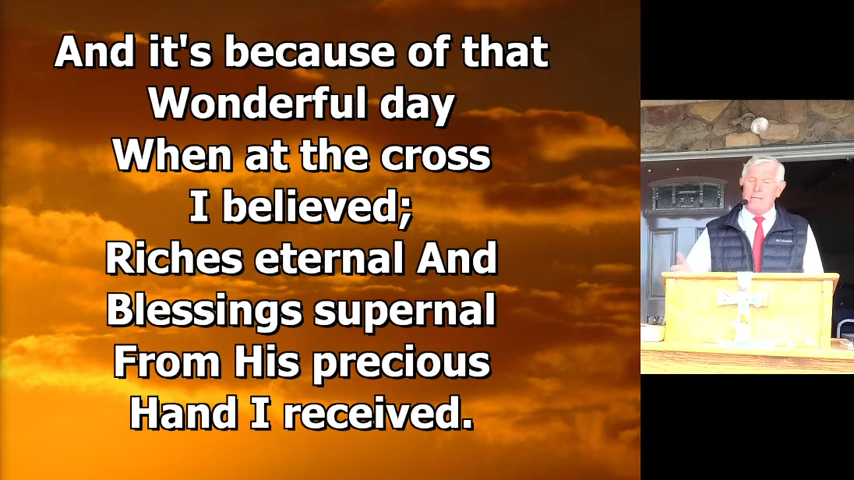 And it's because of that
Wonderful day
When at the cross
I believed;
Riches eternal And
Blessings supernal
From His precious
Hand I received.